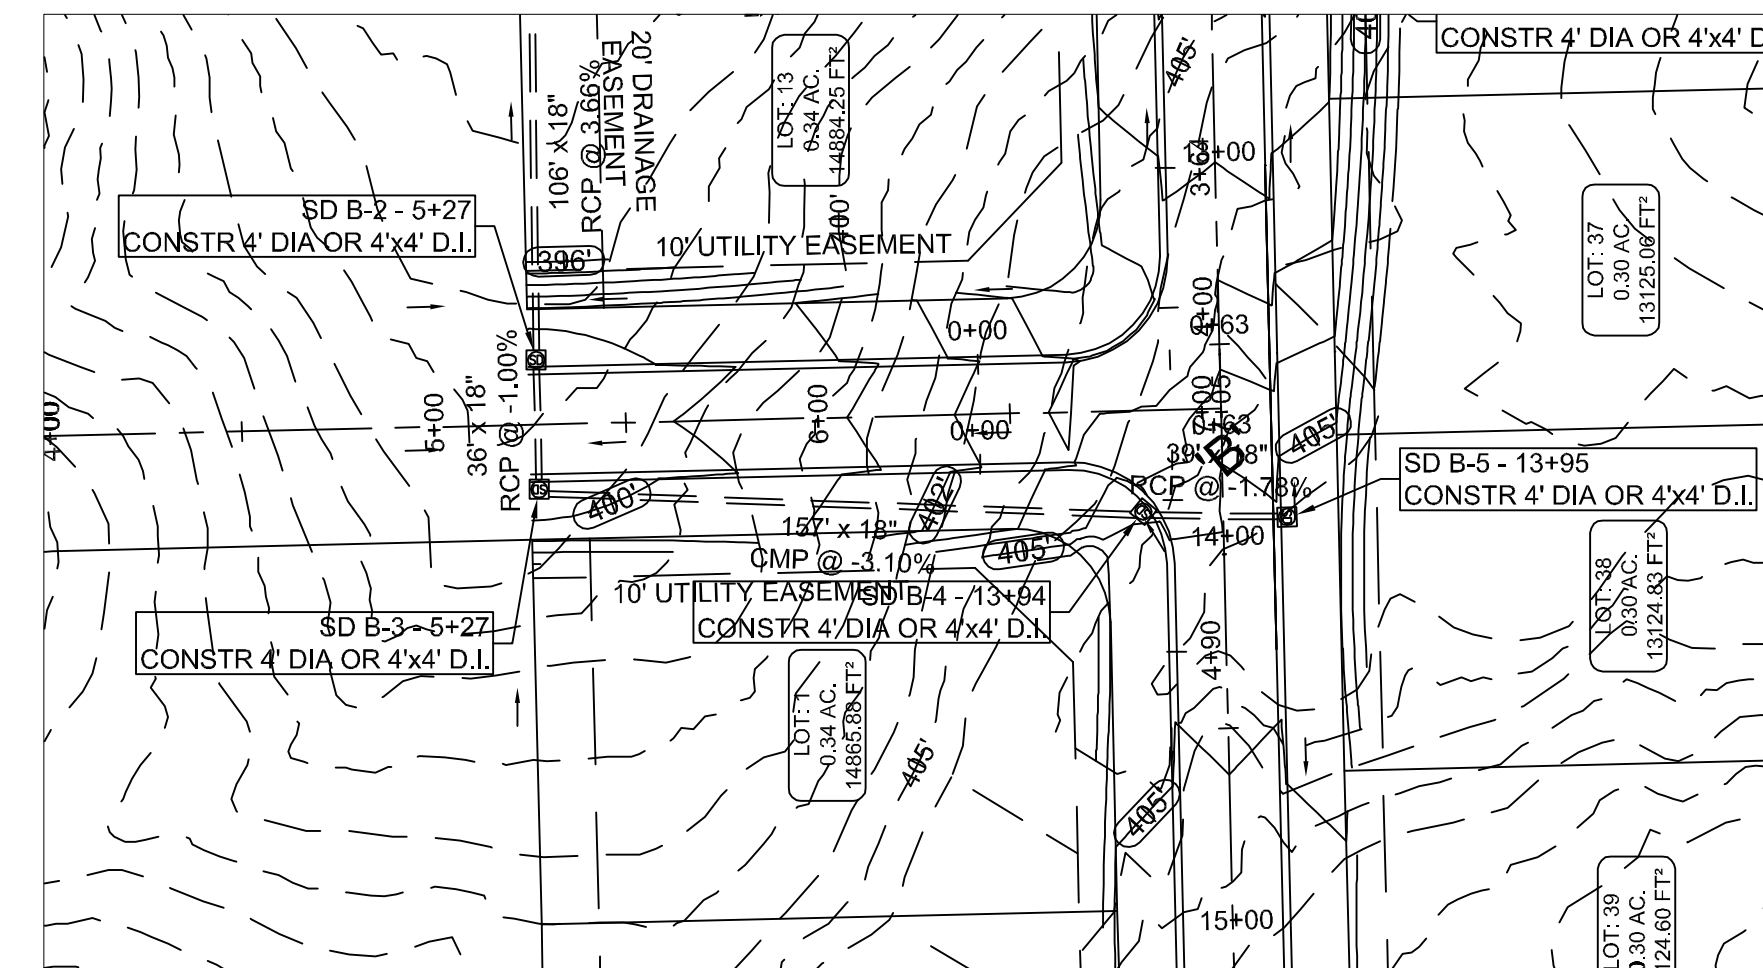 CONSTR 4' DIA OR 4'x4' D
20' DRAINAGE
EASEMENT
106' x 18"
RCP @ 3.66%
LOT: 13
0.34 AC.
14884.25 FT²
405'
400'
3+64
SD B-2 - 5+27
CONSTR 4' DIA OR 4'x4' D.I.
396'
10' UTILITY EASEMENT
LOT: 37
0.30 AC.
13125.06 FT²
0+00
4+00
0+63
36' x 18"
RCP @ -1.00%
4+00
5+00
6+00
0+00
0+63
'B'
39' x 18"
RCP @ -1.78%
405'
SD B-5 - 13+95
CONSTR 4' DIA OR 4'x4' D.I.
400'
402'
157' x 18"
CMP @ -3.10%
405'
14+00
10' UTILITY EASEMENT
SD B-4 - 13+94
CONSTR 4' DIA OR 4'x4' D.I.
SD B-3 - 5+27
CONSTR 4' DIA OR 4'x4' D.I.
LOT: 38
0.30 AC.
13124.83 FT²
4+90
LOT: 1
0.34 AC.
14865.88 FT²
405'
405'
15+00
LOT: 39
0.30 AC.
124.60 FT²